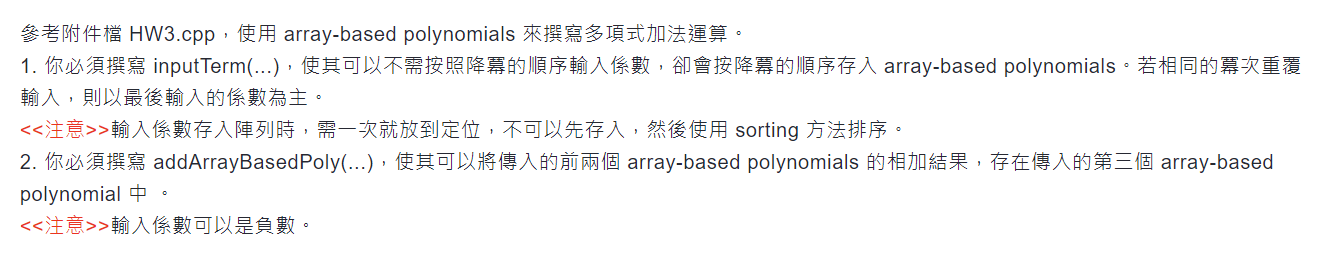 參考附件檔 HW3.cpp，使用 array-based polynomials 來撰寫多項式加法運算。
1. 你必須撰寫 inputTerm(...)，使其可以不需按照降冪的順序輸入係數，卻會按降冪的順序存入 array-based polynomials。若相同的冪次重覆
輸入，則以最後輸入的係數為主。
<<注意>>輸入係數存入陣列時，需一次就放到定位，不可以先存入，然後使用 sorting 方法排序。
2. 你必須撰寫 addArrayBasedPoly(...)，使其可以將傳入的前兩個 array-based polynomials 的相加結果，存在傳入的第三個 array-based
polynomial 中 。
<<注意>>輸入係數可以是負數。